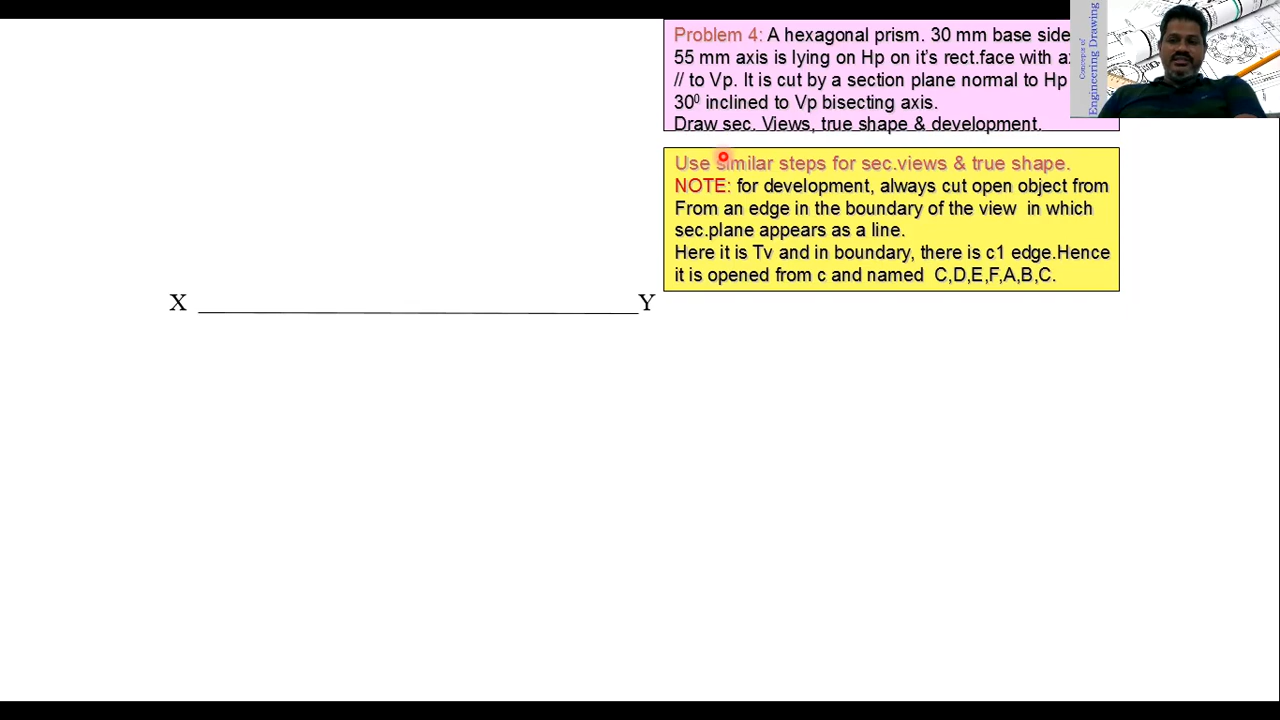 Problem 4: A hexagonal prism. 30 mm base side
55 mm axis is lying on Hp on it's rect.face with
// to Vp. It is cut by a section plane normal to Hp
30⁰ inclined to Vp bisecting axis.
Draw sec. Views, true shape & development.
Use similar steps for sec.views & true shape.
NOTE: for development, always cut open object from
From an edge in the boundary of the view in which
sec.plane appears as a line.
Here it is Tv and in boundary, there is c1 edge.Hence
it is opened from c and named C,D,E,F,A,B,C.
X Y
Concepts of
Engineering Drawing